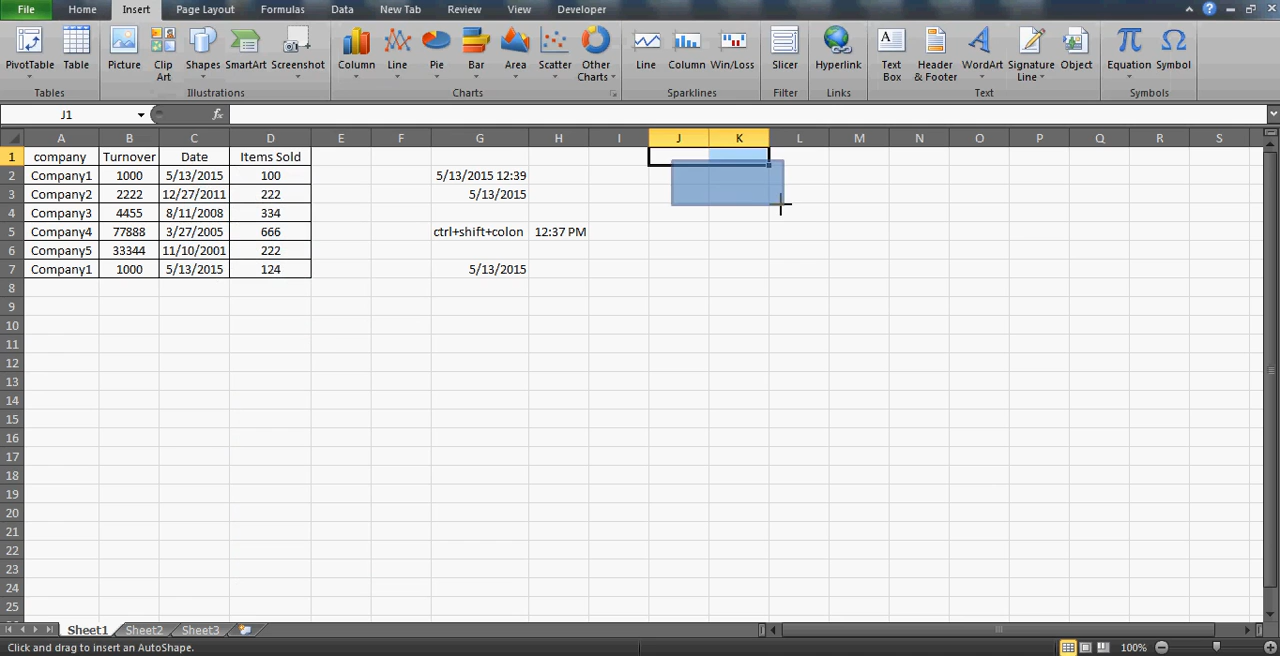 File Home Insert Page Layout Formulas Data New Tab Review View Developer
PivotTable Table Picture Clip Art Shapes SmartArt Screenshot Column Line Pie Bar Area Scatter Other Charts Line Column Win/Loss Slicer Hyperlink Text Box Header & Footer WordArt Signature Line Object Equation Symbol
Tables Illustrations Charts Sparklines Filter Links Text Symbols
J1 fx
A B C D E F G H I J K L M N O P Q R S
1 company Turnover Date Items Sold
2 Company1 1000 5/13/2015 100 5/13/2015 12:39
3 Company2 2222 12/27/2011 222 5/13/2015
4 Company3 4455 8/11/2008 334
5 Company4 77888 3/27/2005 666 ctrl+shift+colon 12:37 PM
6 Company5 33344 11/10/2001 222
7 Company1 1000 5/13/2015 124 5/13/2015
8
9
10
11
12
13
14
15
16
17
18
19
20
21
22
23
24
25
Sheet1 Sheet2 Sheet3
Click and drag to insert an AutoShape. 100%